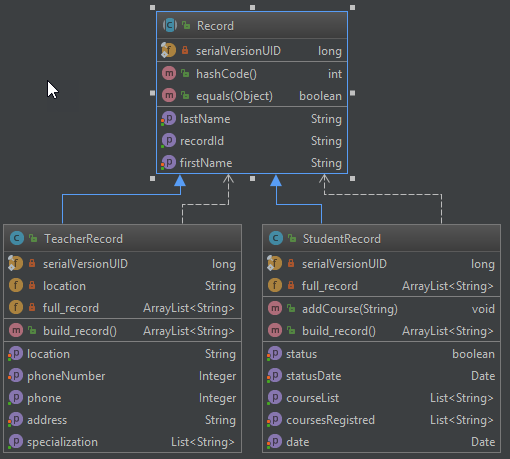 Record
serialVersionUID long
hashCode() int
equals(Object) boolean
lastName String
recordId String
firstName String
TeacherRecord
serialVersionUID long
location String
full_record ArrayList<String>
build_record() ArrayList<String>
location String
phoneNumber Integer
phone Integer
address String
specialization List<String>
StudentRecord
serialVersionUID long
full_record ArrayList<String>
addCourse(String) void
build_record() ArrayList<String>
status boolean
statusDate Date
courseList List<String>
coursesRegistred List<String>
date Date